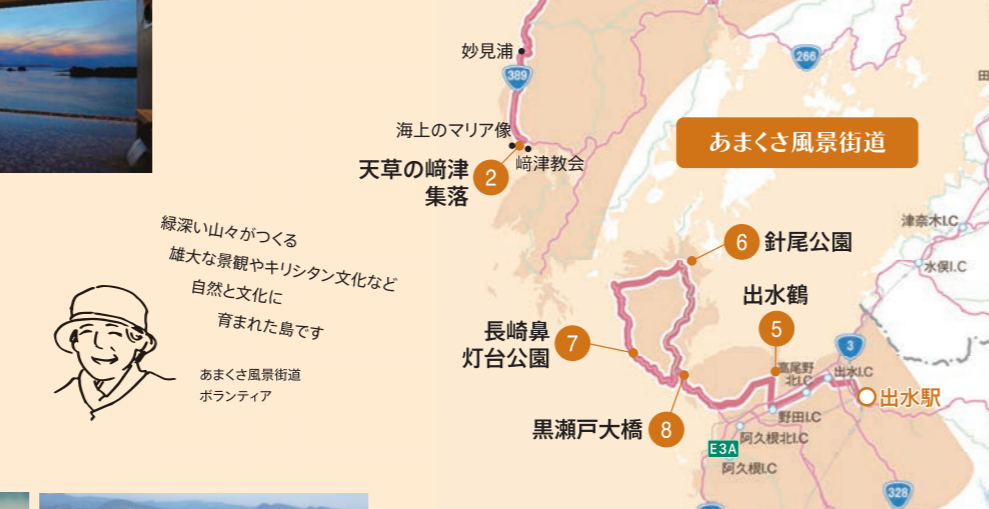 妙見浦
389
266
海上のマリア像
﨑津教会
天草の﨑津
集落
2
あまくさ風景街道
緑深い山々がつくる
雄大な景観やキリシタン文化など
自然と文化に
育まれた島です
あまくさ風景街道
ボランティア
津奈木I.C
水俣I.C
6
針尾公園
出水鶴
5
長崎鼻
灯台公園
7
3
高尾野
北I.C
出水I.C
出水駅
野田I.C
黒瀬戸大橋
8
阿久根北I.C
E3A
阿久根I.C
328
田